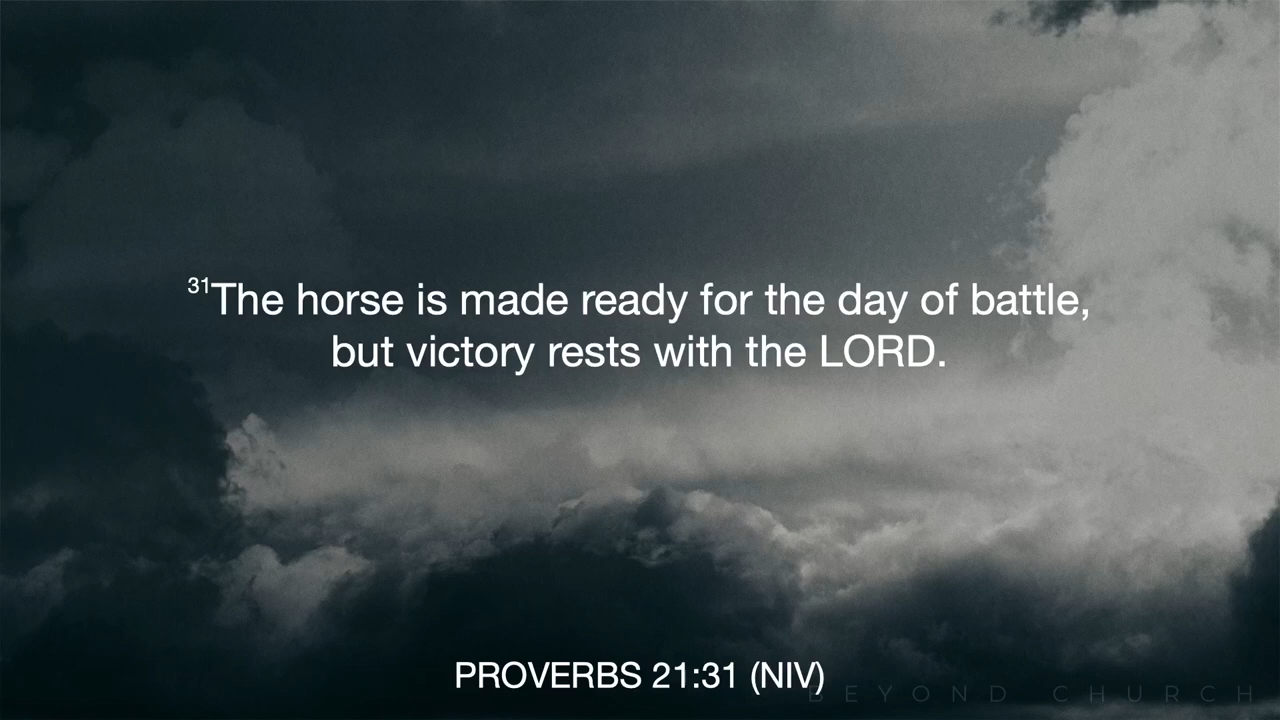 ³¹The horse is made ready for the day of battle,
but victory rests with the LORD.
PROVERBS 21:31 (NIV)
BEYOND CHURCH